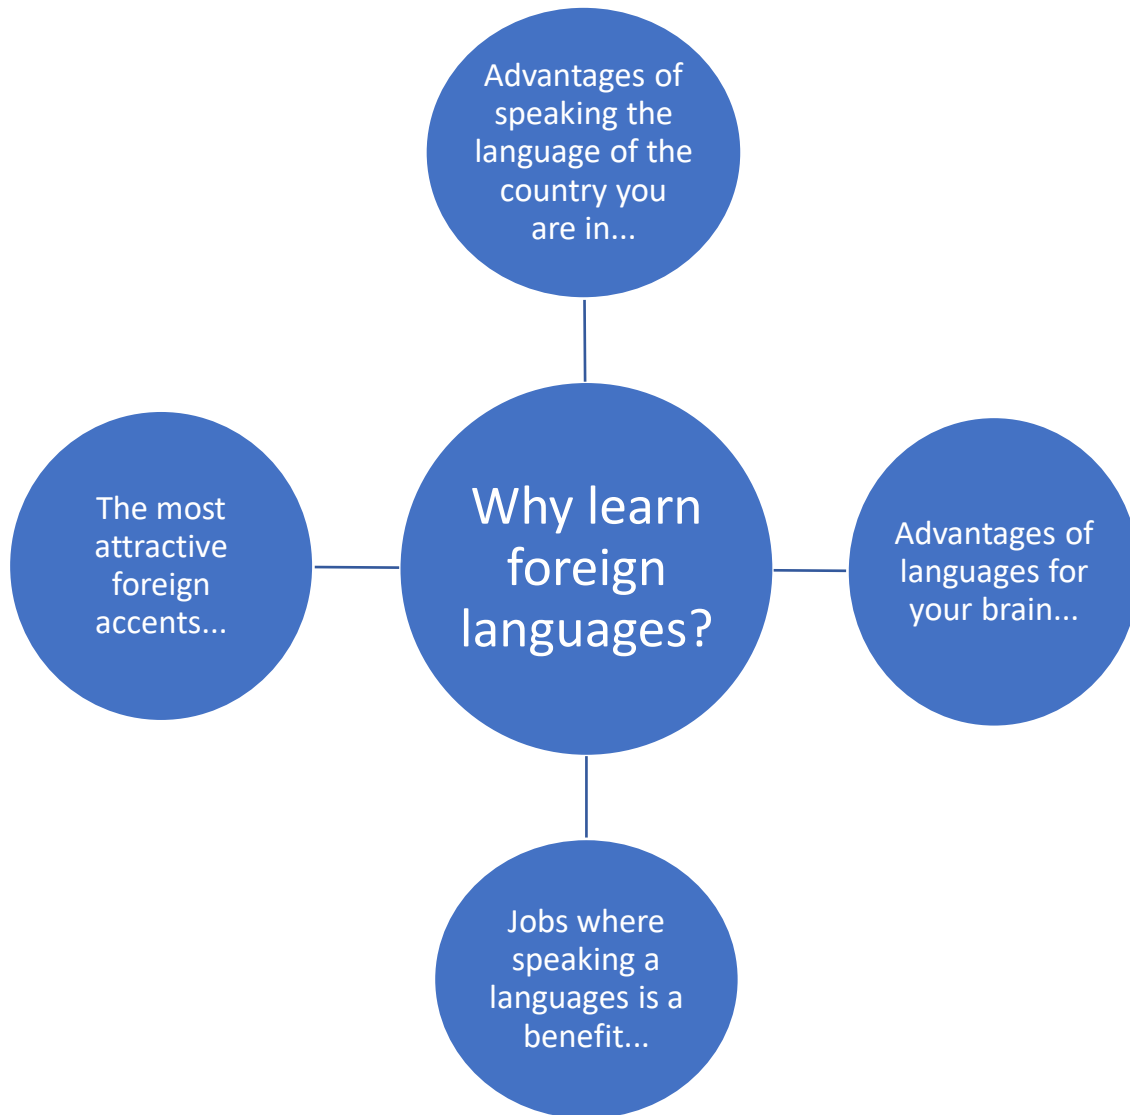 Advantages of
speaking the
language of the
country you
are in...
The most
attractive
foreign
accents...
Why learn
foreign
languages?
Advantages of
languages for
your brain...
Jobs where
speaking a
languages is a
benefit...